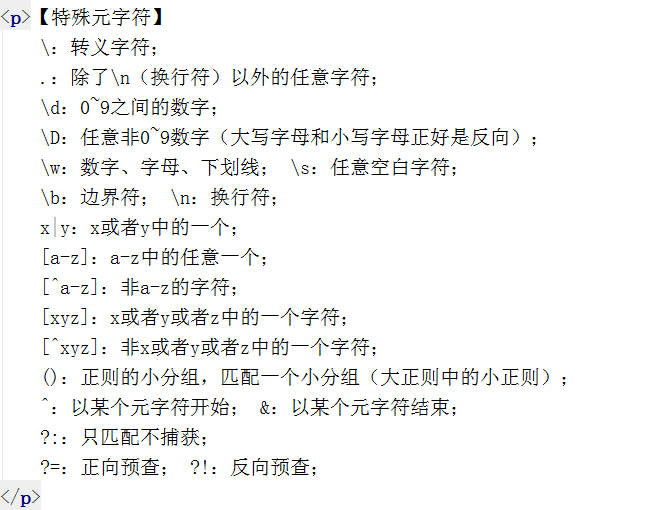 <p>【特殊元字符】
\: 转义字符;
.: 除了\n（换行符）以外的任意字符;
\d: 0~9之间的数字;
\D: 任意非0~9数字（大写字母和小写字母正好是反向）;
\w: 数字、字母、下划线; \s: 任意空白字符;
\b: 边界符; \n: 换行符;
x|y: x或者y中的一个;
[a-z]: a-z中的任意一个;
[^a-z]: 非a-z的字符;
[xyz]: x或者y或者z中的一个字符;
[^xyz]: 非x或者y或者z中的一个字符;
(): 正则的小分组，匹配一个小分组（大正则中的小正则）;
^: 以某个元字符开始; &: 以某个元字符结束;
?:: 只匹配不捕获;
?=: 正向预查; ?!: 反向预查;
</p>